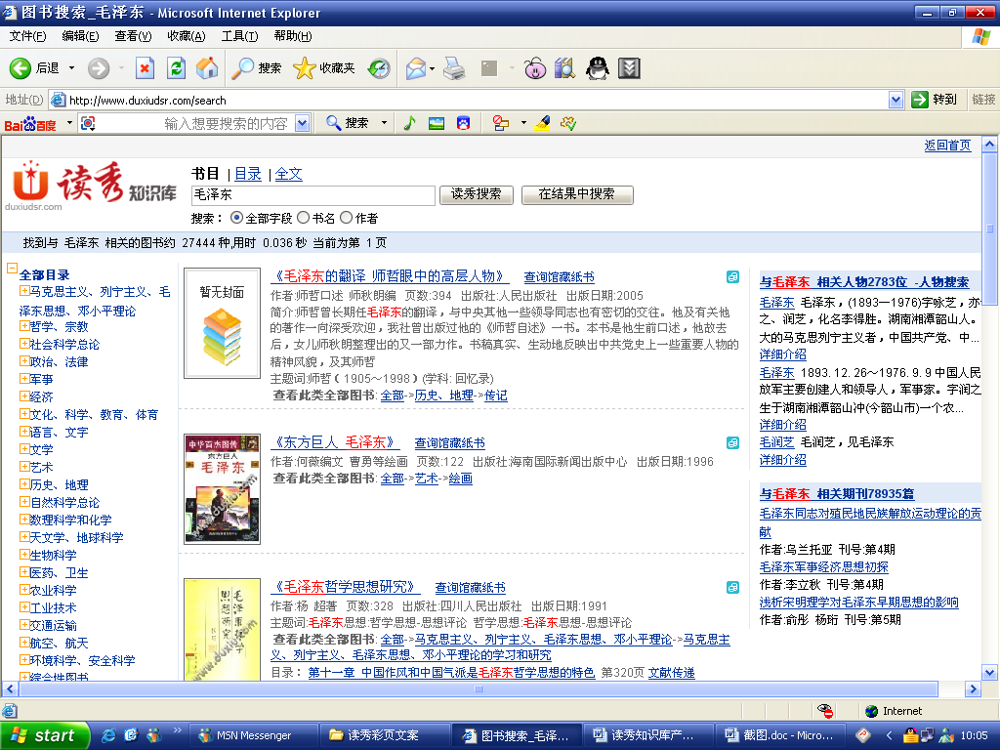 图书搜索_毛泽东 - Microsoft Internet Explorer
文件(F) 编辑(E) 查看(V) 收藏(A) 工具(T) 帮助(H)
后退 搜索 收藏夹
地址(D) http://www.duxiudsr.com/search 转到 链接
Bai百度 输入想要搜索的内容 搜索
返回首页
读秀 知识库
duxiudsr.com
书目 | 目录 | 全文
毛泽东 读秀搜索 在结果中搜索
搜索： 全部字段 书名 作者
找到与 毛泽东 相关的图书约 27444 种,用时 0.036 秒 当前为第 1 页
全部目录
马克思主义、列宁主义、毛
泽东思想、邓小平理论
哲学、宗教
社会科学总论
政治、法律
军事
经济
文化、科学、教育、体育
语言、文字
文学
艺术
历史、地理
自然科学总论
数理科学和化学
天文学、地球科学
生物科学
医药、卫生
农业科学
工业技术
交通运输
航空、航天
环境科学、安全科学
综合性图书
暂无封面
《毛泽东的翻译 师哲眼中的高层人物》 查询馆藏纸书
作者:师哲口述 师秋朗编 页数:394 出版社:人民出版社 出版日期:2005
简介:师哲曾长期任毛泽东的翻译，与中央其他一些领导同志也有密切的交往。他及有关他
的著作一向深受欢迎，我社曾出版过他的《师哲自述》一书。本书是他生前口述，他故去
后，女儿师秋朗整理出的又一部力作。书稿真实、生动地反映出中共党史上一些重要人物的
精神风貌，及其师哲
主题词:师哲（1905～1998）(学科: 回忆录)
查看此类全部图书: 全部->历史、地理->传记
中华百杰图传
东方巨人
毛泽东
www.duxiu.com
《东方巨人 毛泽东》 查询馆藏纸书
作者:何薇编文 曹勇等绘画 页数:122 出版社:海南国际新闻出版中心 出版日期:1996
查看此类全部图书: 全部->艺术->绘画
毛泽东哲学
思想研究
www.duxiu.com
《毛泽东哲学思想研究》 查询馆藏纸书
作者:杨 超著 页数:328 出版社:四川人民出版社 出版日期:1991
主题词:毛泽东思想:哲学思想-思想评论 哲学思想:毛泽东思想-思想评论
查看此类全部图书: 全部->马克思主义、列宁主义、毛泽东思想、邓小平理论->马克思主
义、列宁主义、毛泽东思想、邓小平理论的学习和研究
目录： 第十一章 中国作风和中国气派是毛泽东哲学思想的特色 第320页 文献传递
与毛泽东 相关人物2783位 -人物搜索
毛泽东 毛泽东，(1893—1976)字咏芝，亦
之、润芝，化名李得胜。湖南湘潭韶山人。
大的马克思列宁主义者，中国共产党、中...
详细介绍
毛泽东 1893.12.26～1976.9.9 中国人民
放军主要创建人和领导人，军事家。字润之
生于湖南湘潭韶山冲(今韶山市)一个农...
详细介绍
毛润芝 毛润芝，见毛泽东
详细介绍
与毛泽东 相关期刊78935篇
毛泽东同志对殖民地民族解放运动理论的贡
献
作者:乌兰托亚 刊号:第4期
毛泽东军事经济思想初探
作者:李立秋 刊号:第4期
浅析宋明理学对毛泽东早期思想的影响
作者:俞彤 杨珩 刊号:第5期
Internet
start MSN Messenger 读秀彩页文案 图书搜索_毛泽... 读秀知识库产... 截图.doc - Micro... 10:05